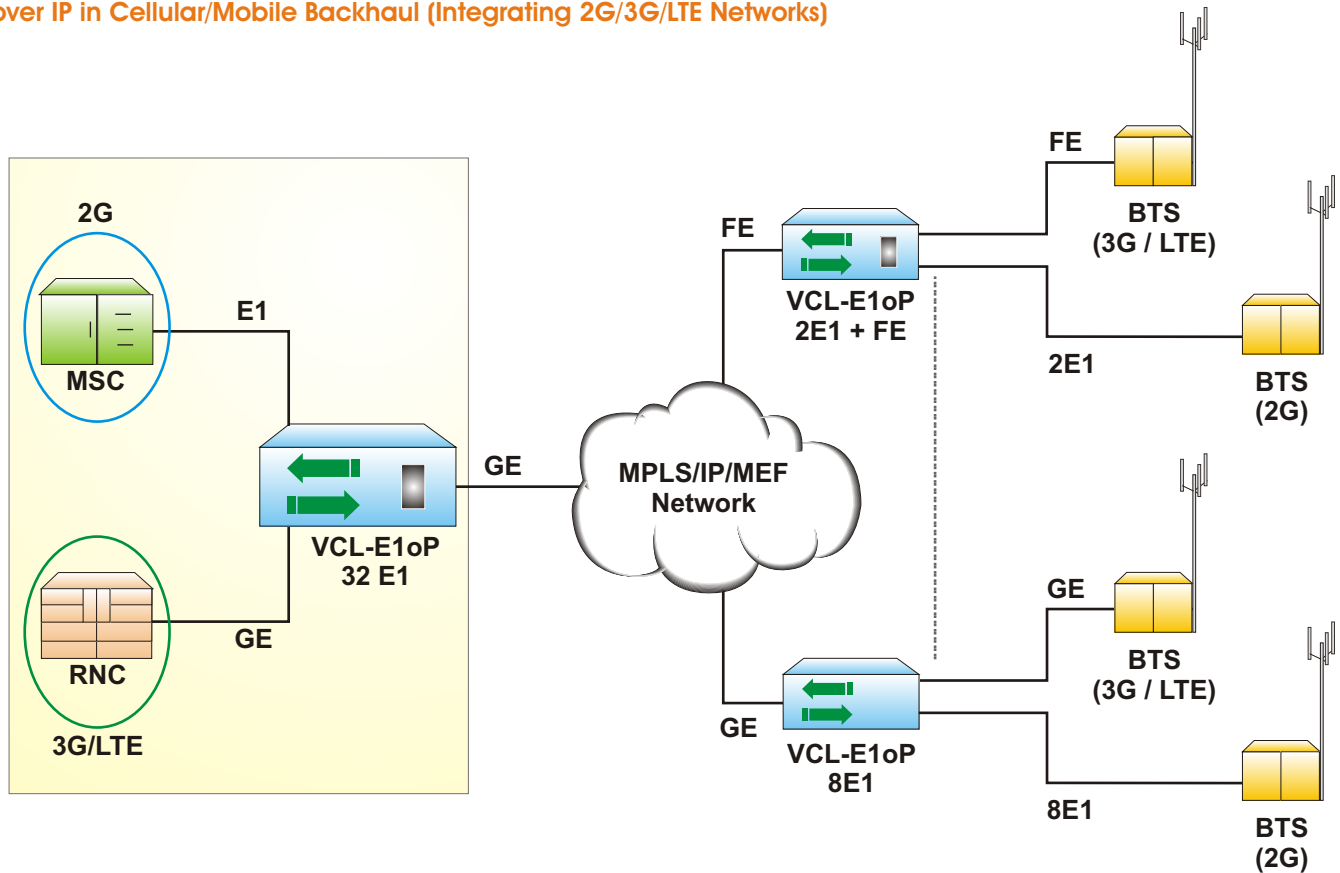 over IP in Cellular/Mobile Backhaul (Integrating 2G/3G/LTE Networks)
2G
MSC
E1
RNC
3G/LTE
GE
VCL-E1oP
32 E1
GE
MPLS/IP/MEF
Network
FE
VCL-E1oP
2E1 + FE
FE
BTS
(3G / LTE)
2E1
BTS
(2G)
GE
VCL-E1oP
8E1
GE
BTS
(3G / LTE)
8E1
BTS
(2G)